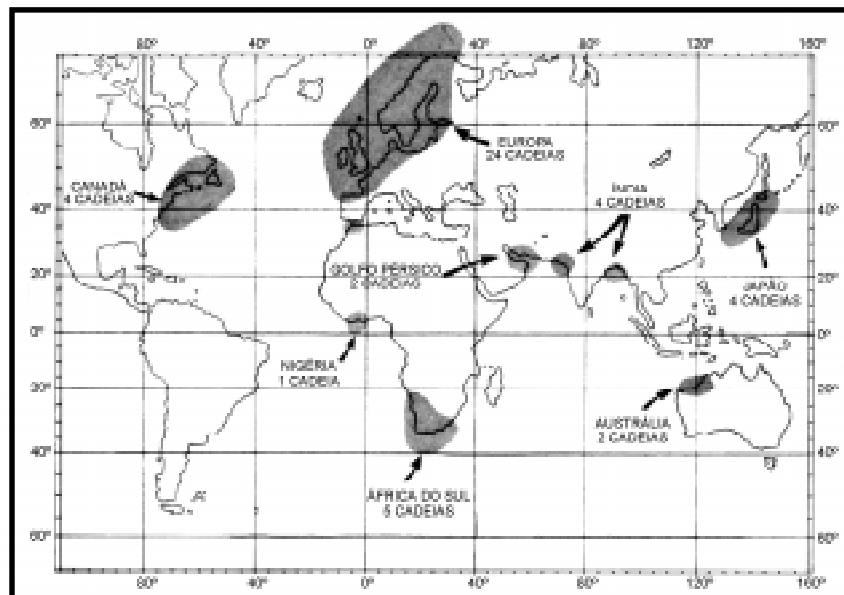 80° 40° 0° 40° 80° 120° 160°
60° 60°
EUROPA
24 CADEIAS
CANADÁ
4 CADEIAS
ÍNDIA
4 CADEIAS
40° 40°
GOLFO PÉRSICO
2 CADEIAS
JAPÃO
4 CADEIAS
20° 20°
0° 0°
NIGÉRIA
1 CADEIA
20° 20°
AUSTRÁLIA
2 CADEIAS
40° 40°
ÁFRICA DO SUL
5 CADEIAS
60° 60°
80° 40° 0° 40° 80° 120° 160°